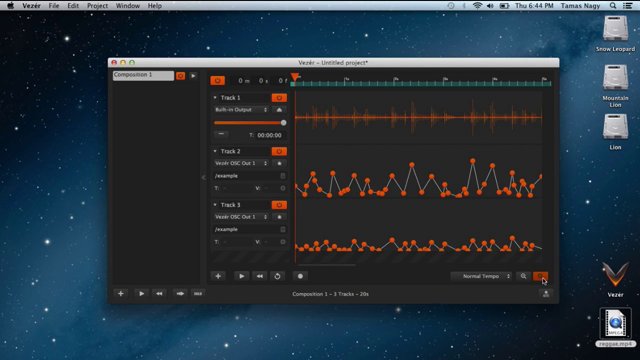 Vezér File Edit Project Window Help
Thu 6:44 PM Tamas Nagy
Vezér – Untitled project*
Composition 1
0 m 0 s 0 f
Track 1
Built-in Output
T: 00:00:00
Track 2
Vezér OSC Out 1
/example
T: - V: -
Track 3
Vezér OSC Out 1
/example
T: - V: -
Normal Tempo
Composition 1 – 3 Tracks – 20s
Snow Leopard
Mountain
Lion
Lion
Vezér
MPEG4
reggae.mp4